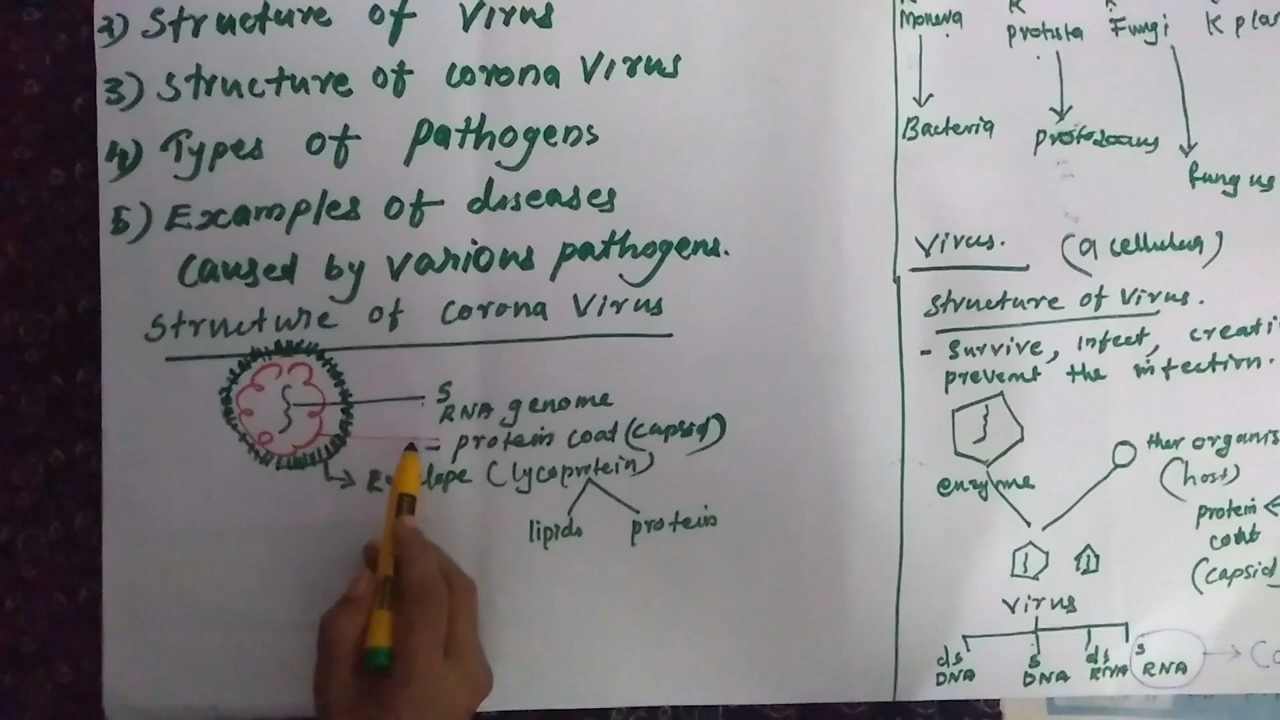 2) Structure of Virus
3) Structure of corona Virus
4) Types of pathogens
5) Examples of diseases
caused by various pathogens.
Structure of corona Virus
s
RNA genome
- protein coat (capsid)
lope (lycoprotein)
lipids protein
Monera protista Fungi K plan
Bacteria
fungus
Virus. (a cellular)
Structure of Virus.
- Survive, infect, creati
prevent the infection.
enzyme
ther organis
(host)
protein
coat
(capsid
Virus
ds
DNA
s
DNA
ds
RNA
s
RNA